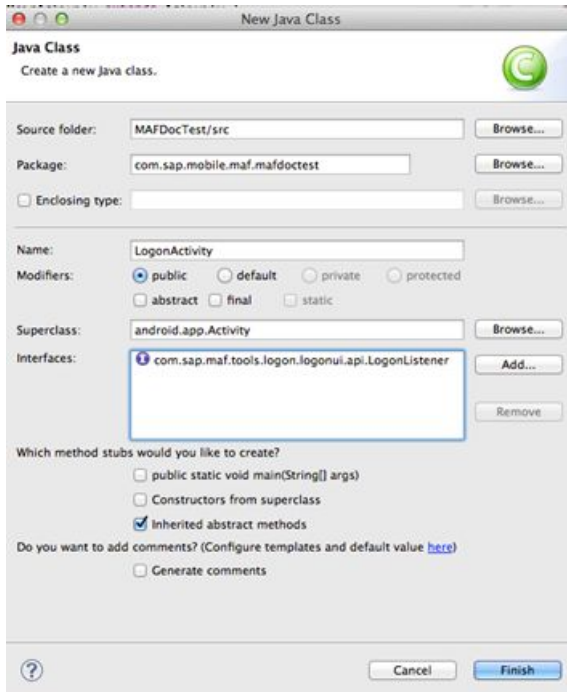 New Java Class
Java Class
Create a new Java class.
C
Source folder: MAFDocTest/src Browse...
Package: com.sap.mobile.maf.mafdoctest Browse...
Enclosing type: Browse...
Name: LogonActivity
Modifiers: public default private protected
abstract final static
Superclass: android.app.Activity Browse...
Interfaces: com.sap.maf.tools.logon.logonui.api.LogonListener Add...
Remove
Which method stubs would you like to create?
public static void main(String[] args)
Constructors from superclass
Inherited abstract methods
Do you want to add comments? (Configure templates and default value here)
Generate comments
? Cancel Finish